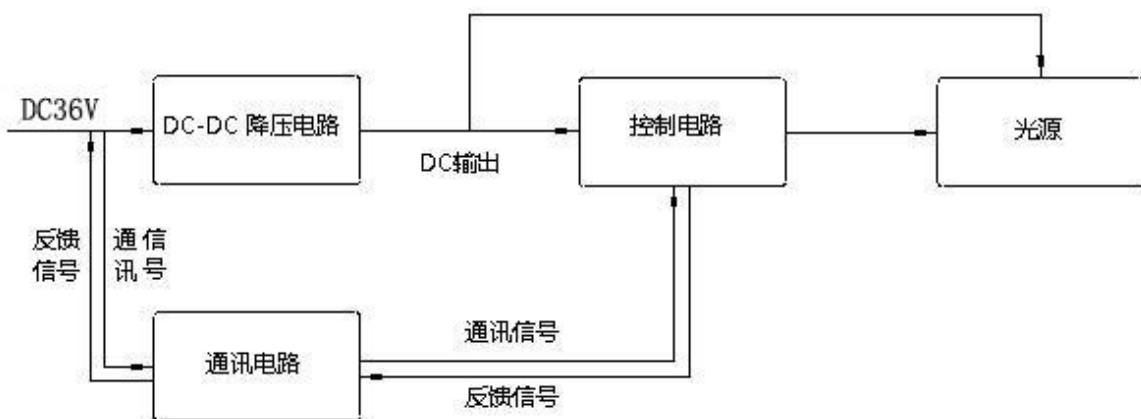 DC36V
DC-DC 降压电路
控制电路
光源
DC输出
反馈
信号
通信
讯号
通讯电路
通讯信号
反馈信号